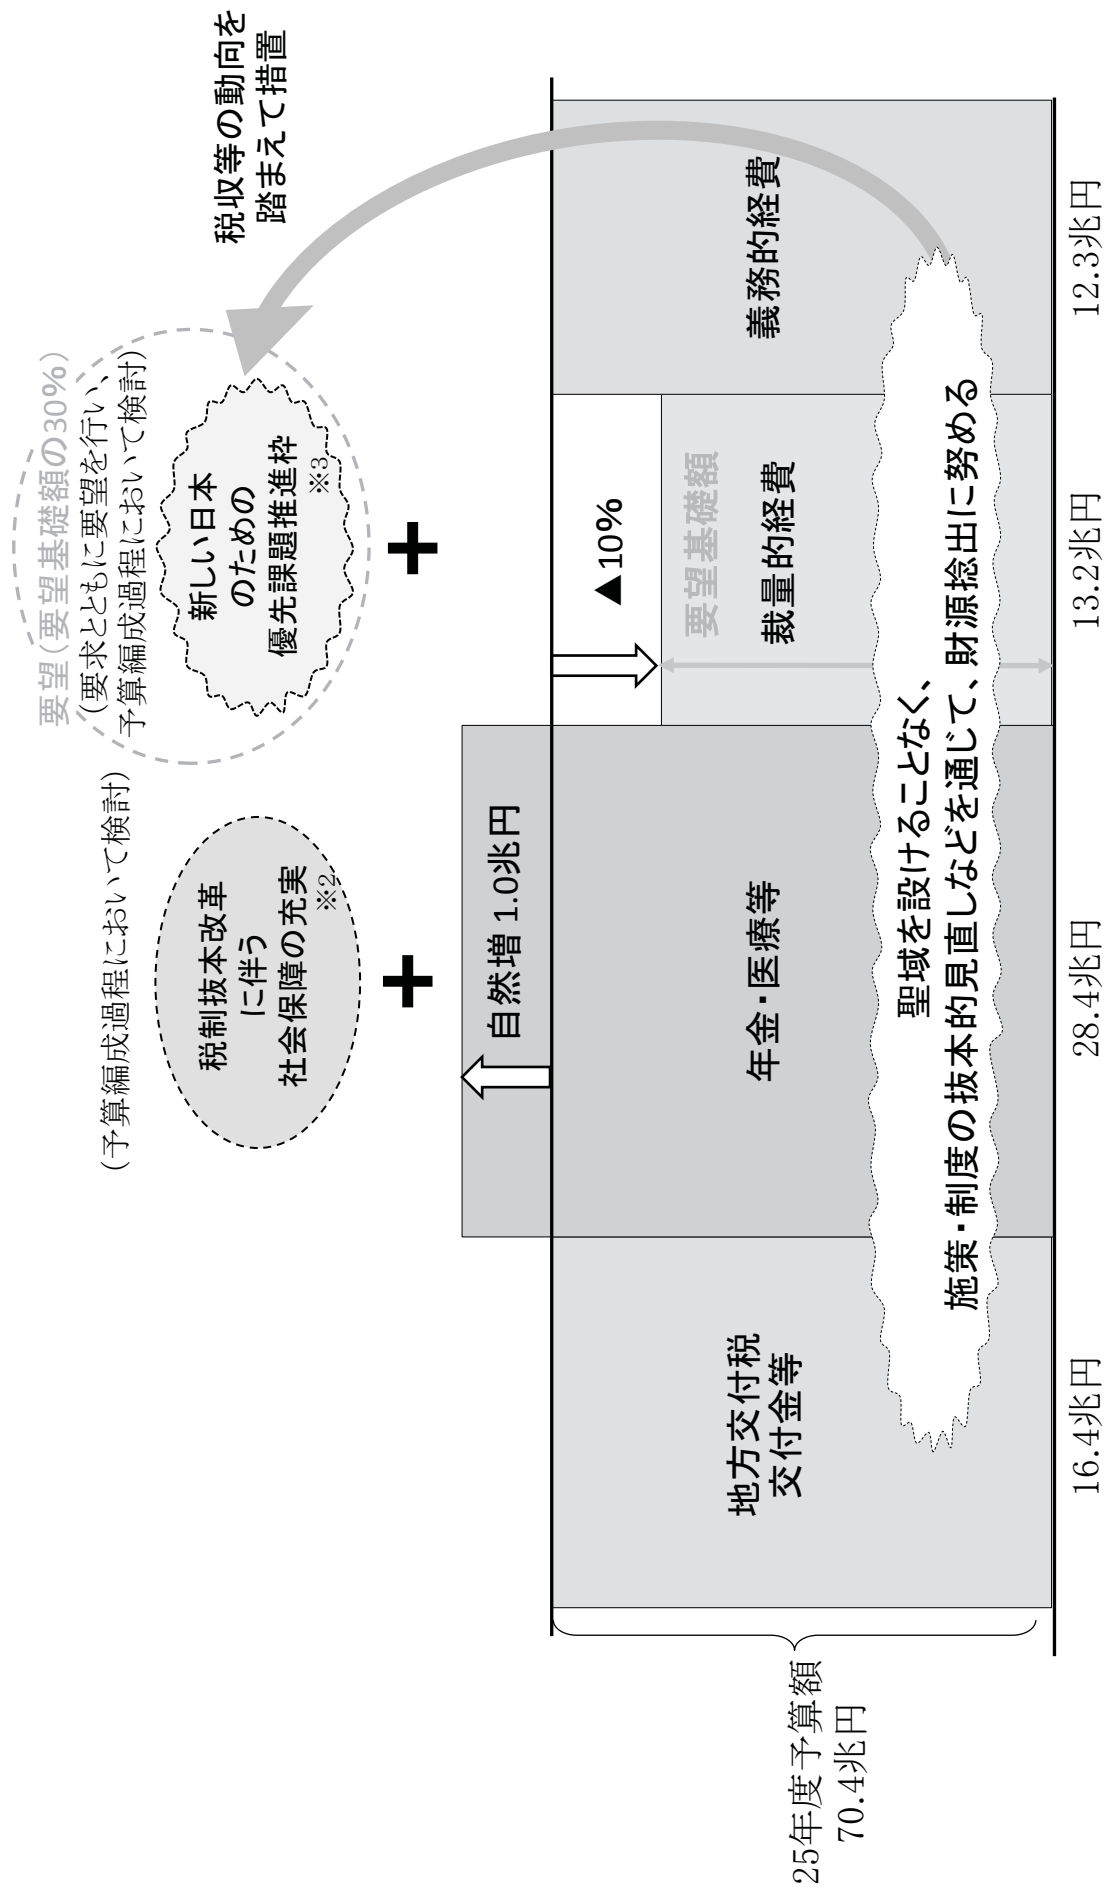 (予算編成過程において検討)
税制抜本改革
に伴う
社会保障の充実
※2
要望(要望基礎額の30%)
(要求とともに要望を行い、
予算編成過程において検討)
新しい日本
のための
優先課題推進枠
※3
税収等の動向を
踏まえて措置
+
+
自然増 1.0兆円
▲10%
25年度予算額
70.4兆円
地方交付税
交付金等
年金・医療等
要望基礎額
裁量的経費
義務的経費
聖域を設けることなく、
施策・制度の抜本的見直しなどを通じて、財源捻出に努める
16.4兆円
28.4兆円
13.2兆円
12.3兆円